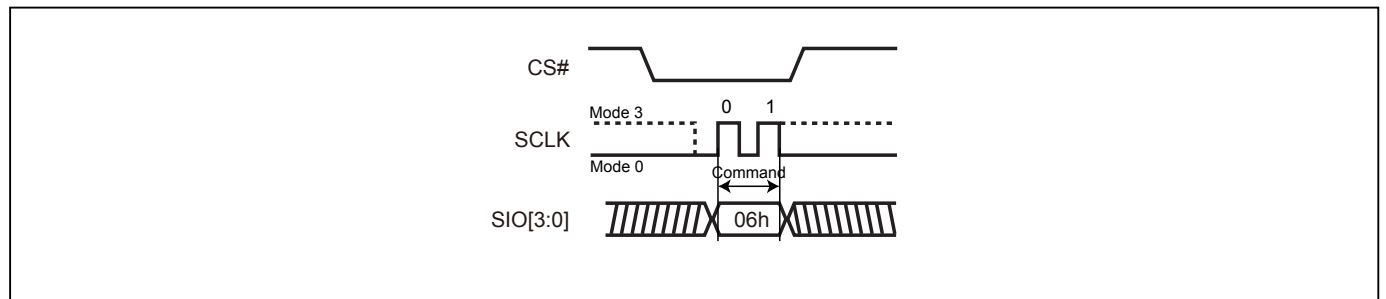 CS#
Mode 3
0 1
SCLK
Mode 0
Command
SIO[3:0]
06h